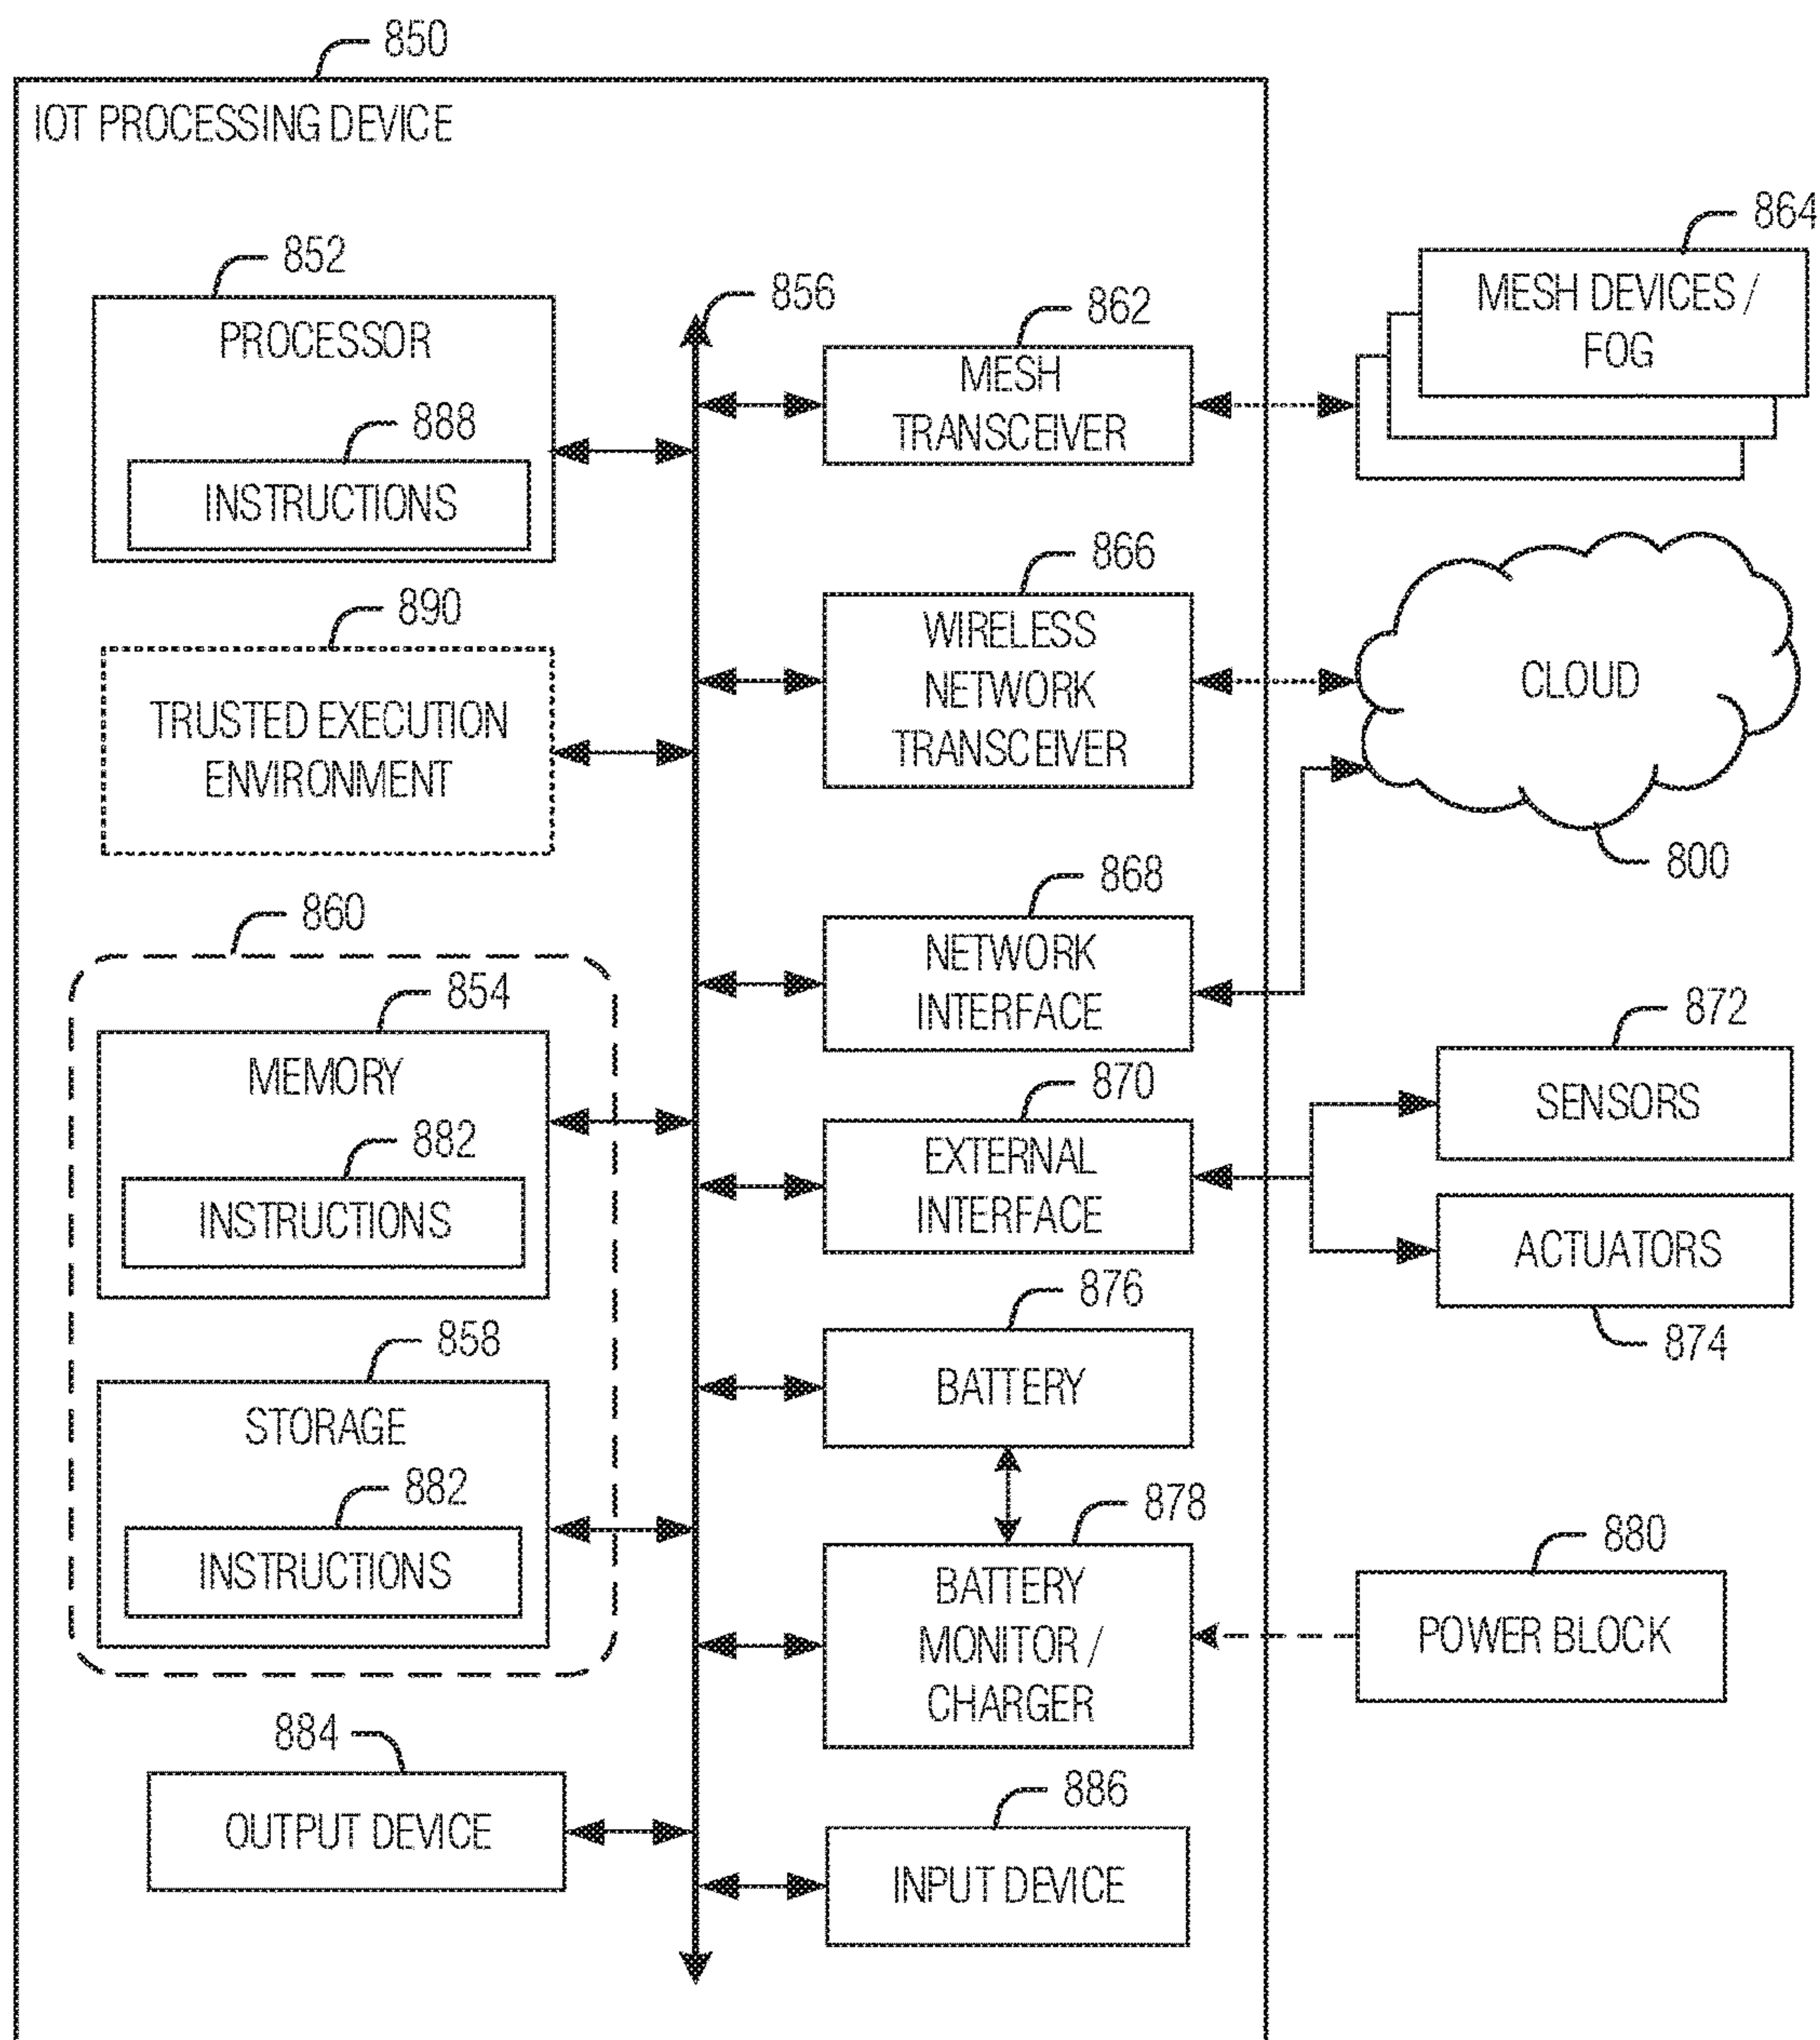 850
IOT PROCESSING DEVICE
852
PROCESSOR
888
INSTRUCTIONS
890
TRUSTED EXECUTION
ENVIRONMENT
860
854
MEMORY
882
INSTRUCTIONS
858
STORAGE
882
INSTRUCTIONS
884
OUTPUT DEVICE
856
862
MESH
TRANSCEIVER
866
WIRELESS
NETWORK
TRANSCEIVER
868
NETWORK
INTERFACE
870
EXTERNAL
INTERFACE
876
BATTERY
878
BATTERY
MONITOR /
CHARGER
886
INPUT DEVICE
864
MESH DEVICES /
FOG
CLOUD
800
872
SENSORS
ACTUATORS
874
880
POWER BLOCK